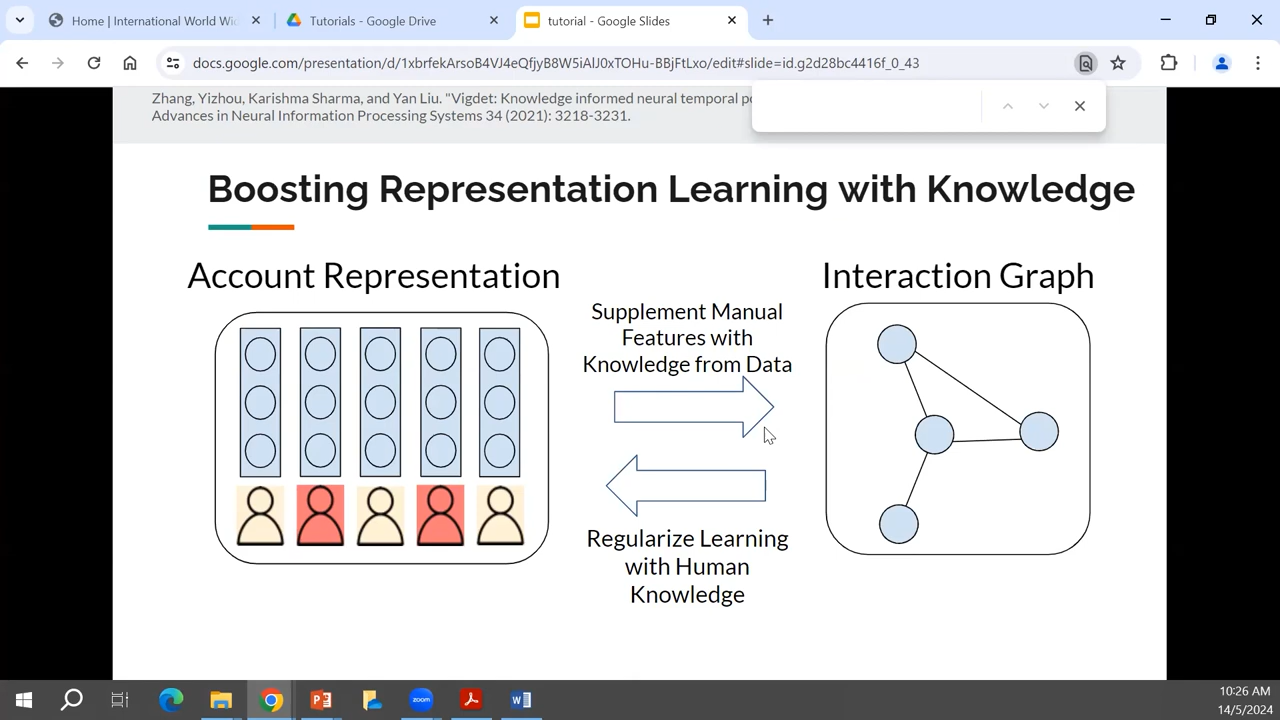 Home | International World Wi
Tutorials - Google Drive
tutorial - Google Slides
docs.google.com/presentation/d/1xbrfekArsoB4VJ4eQfjyB8W5iAlJ0xTOHu-BBjFtLxo/edit#slide=id.g2d28bc4416f_0_43
Zhang, Yizhou, Karishma Sharma, and Yan Liu. "Vigdet: Knowledge informed neural temporal po
Advances in Neural Information Processing Systems 34 (2021): 3218-3231.
Boosting Representation Learning with Knowledge
Account Representation
Interaction Graph
Supplement Manual
Features with
Knowledge from Data
Regularize Learning
with Human
Knowledge
zoom
10:26 AM
14/5/2024